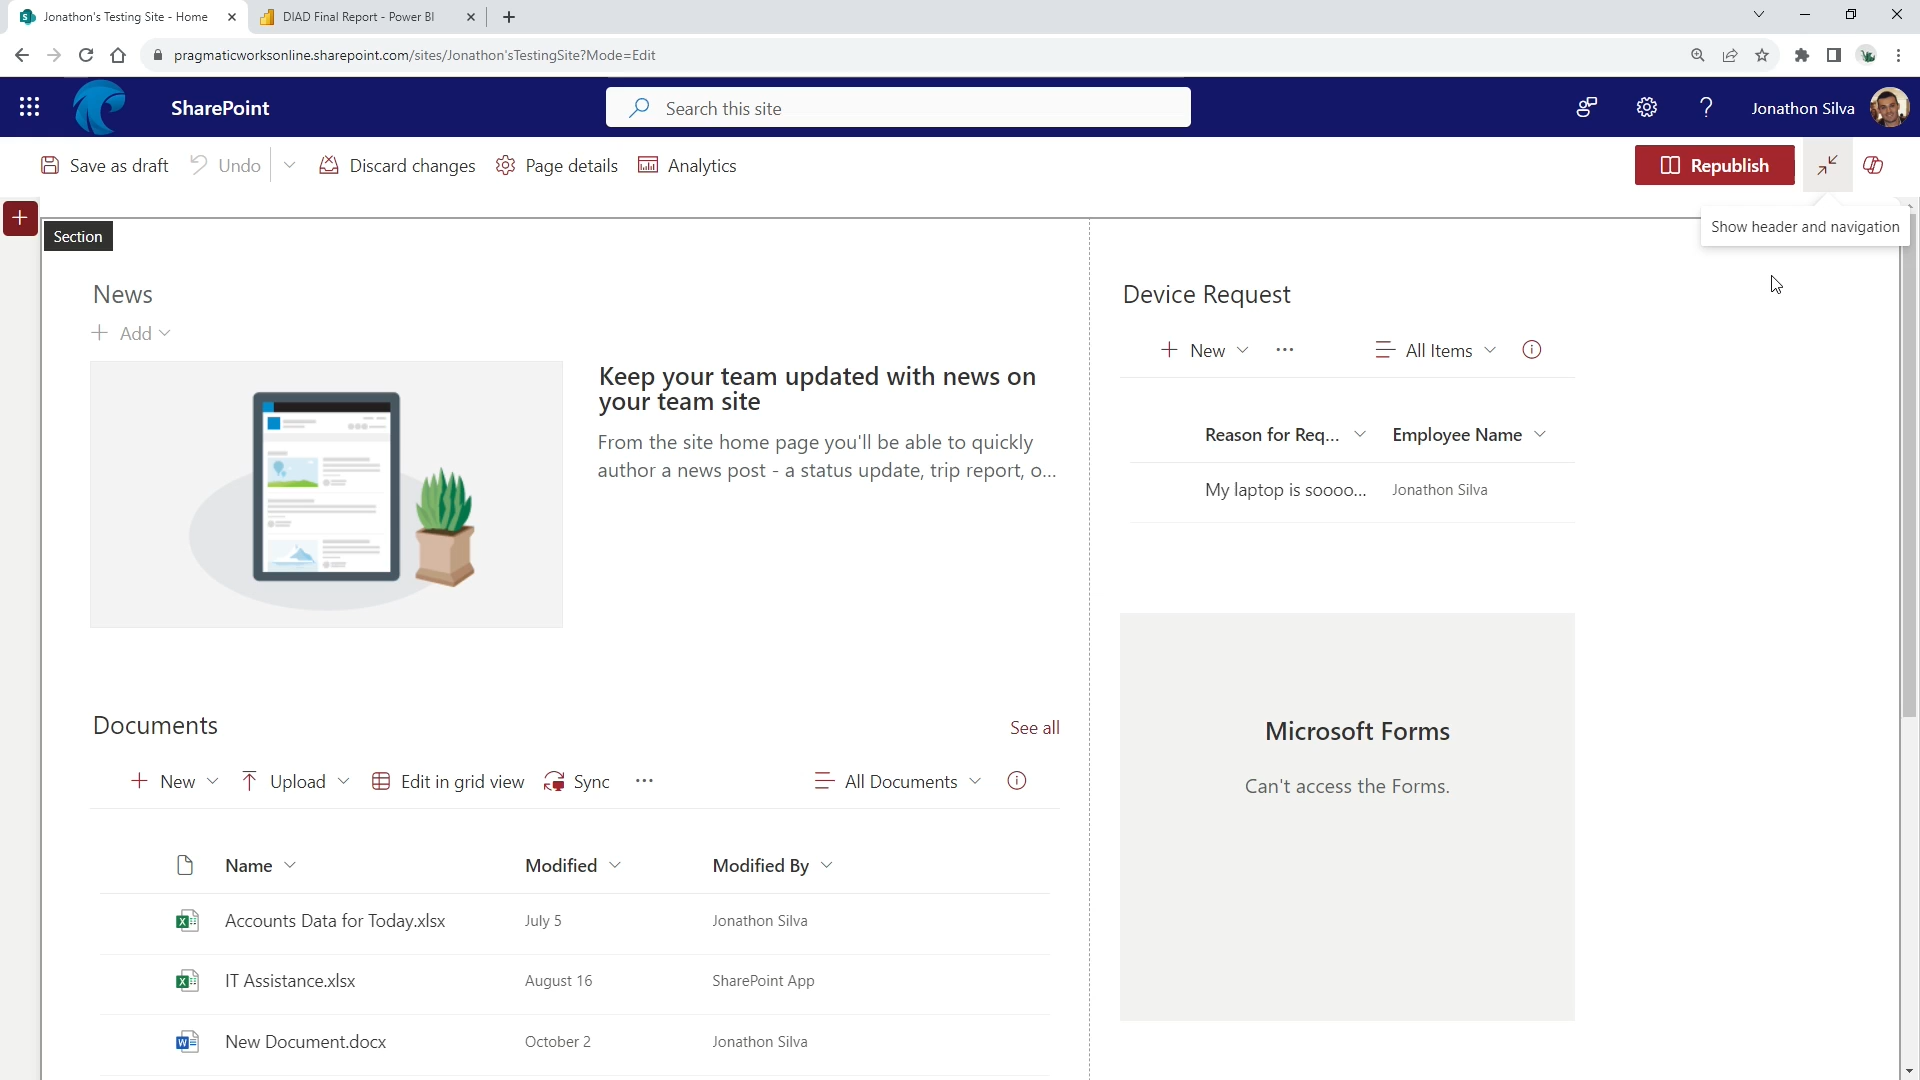 Jonathon's Testing Site - Home
DIAD Final Report - Power BI
pragmaticworksonline.sharepoint.com/sites/Jonathon'sTestingSite?Mode=Edit
SharePoint
Search this site
Jonathon Silva
Save as draft
Undo
Discard changes
Page details
Analytics
Republish
Show header and navigation
Section
News
Add
Keep your team updated with news on
your team site
From the site home page you'll be able to quickly
author a news post - a status update, trip report, o...
Device Request
New
All Items
Reason for Req...
Employee Name
My laptop is soooo...
Jonathon Silva
Documents
See all
New
Upload
Edit in grid view
Sync
All Documents
Name
Modified
Modified By
Accounts Data for Today.xlsx
July 5
Jonathon Silva
IT Assistance.xlsx
August 16
SharePoint App
New Document.docx
October 2
Jonathon Silva
Microsoft Forms
Can't access the Forms.